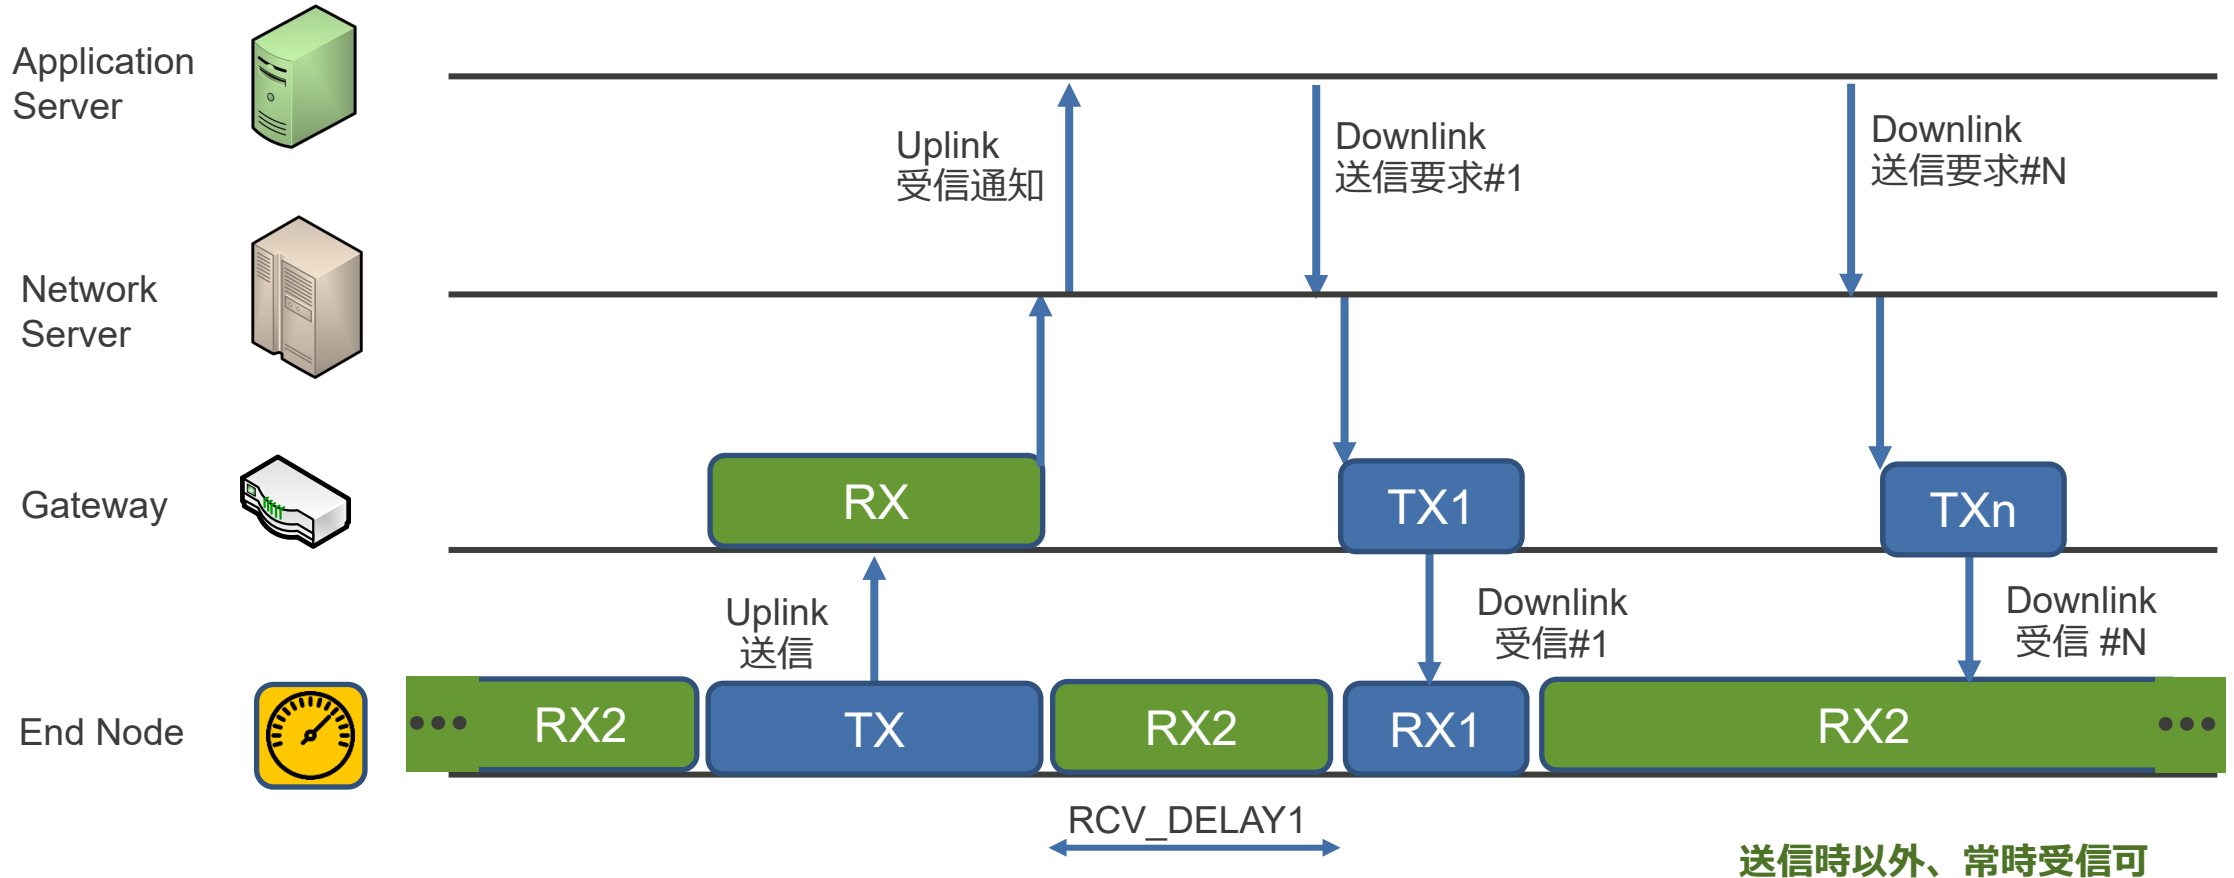 Application
Server
Uplink
受信通知
Downlink
送信要求#1
Downlink
送信要求#N
Network
Server
Gateway
RX
TX1
TXn
Uplink
送信
Downlink
受信#1
Downlink
受信 #N
End Node
RX2
TX
RX2
RX1
RX2
RCV_DELAY1
送信時以外、常時受信可